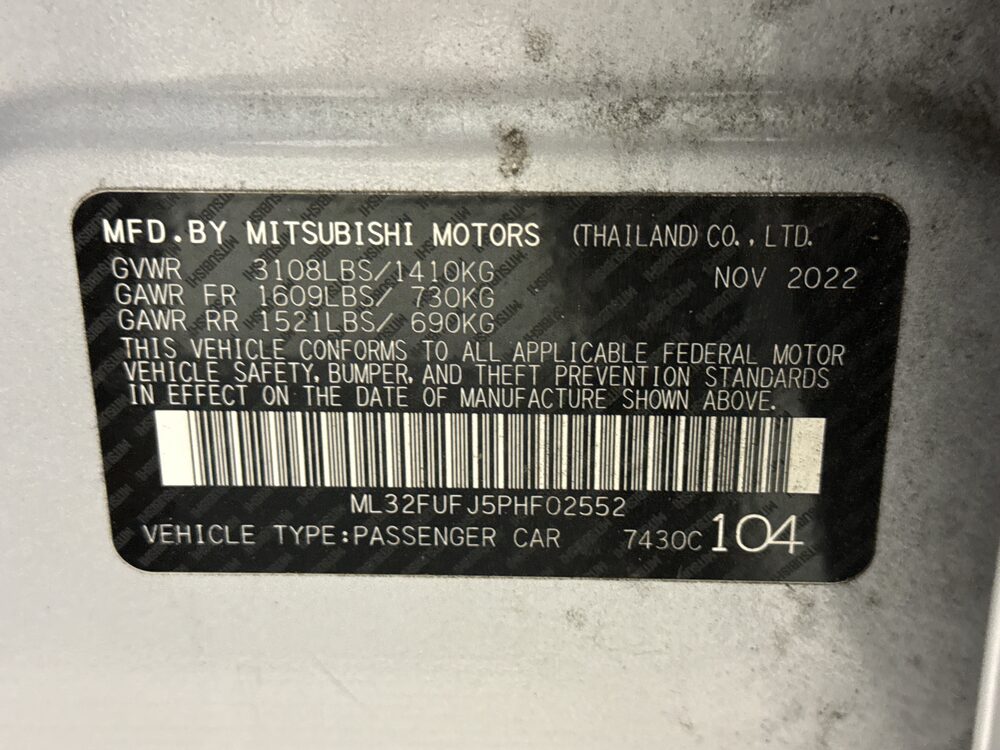 MFD.BY MITSUBISHI MOTORS (THAILAND) CO., LTD.
GVWR 3108LBS/1410KG NOV 2022
GAWR FR 1609LBS/ 730KG
GAWR RR 1521LBS/ 690KG
THIS VEHICLE CONFORMS TO ALL APPLICABLE FEDERAL MOTOR
VEHICLE SAFETY, BUMPER, AND THEFT PREVENTION STANDARDS
IN EFFECT ON THE DATE OF MANUFACTURE SHOWN ABOVE.
ML32FUFJ5PHF02552
VEHICLE TYPE:PASSENGER CAR 7430C 104